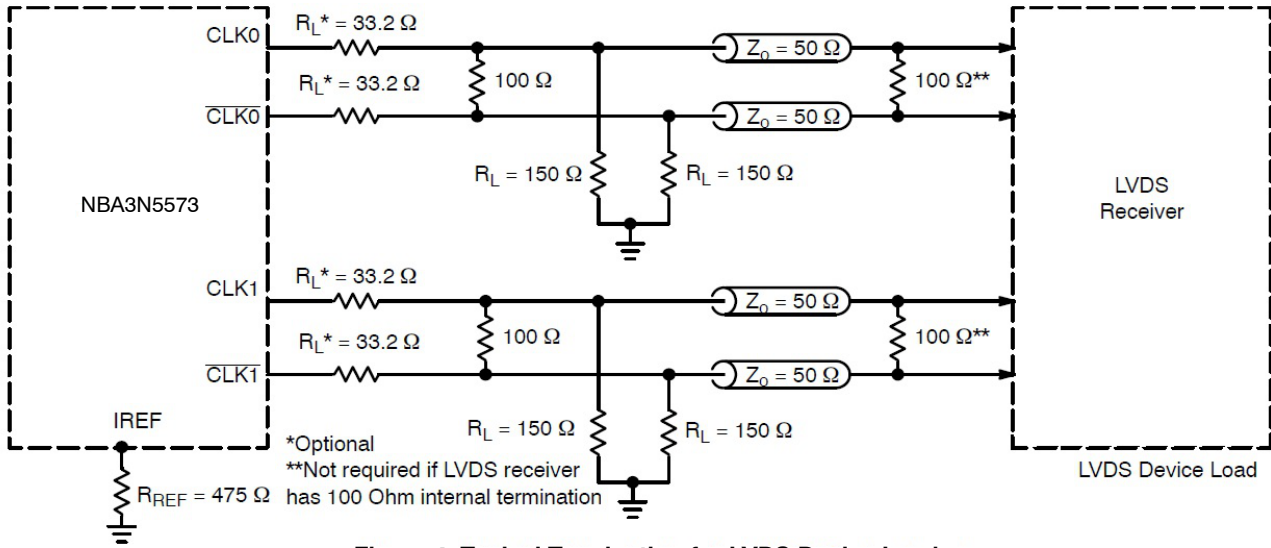 CLK0
R_L* = 33.2 Ω
Z_O = 50 Ω
100 Ω
100 Ω**
R_L* = 33.2 Ω
C̅L̅K̅0̅
Z_O = 50 Ω
R_L = 150 Ω
R_L = 150 Ω
NBA3N5573
LVDS
Receiver
CLK1
R_L* = 33.2 Ω
Z_O = 50 Ω
100 Ω
100 Ω**
R_L* = 33.2 Ω
C̅L̅K̅1̅
Z_O = 50 Ω
IREF
R_L = 150 Ω
R_L = 150 Ω
*Optional
**Not required if LVDS receiver
has 100 Ohm internal termination
R_REF = 475 Ω
LVDS Device Load